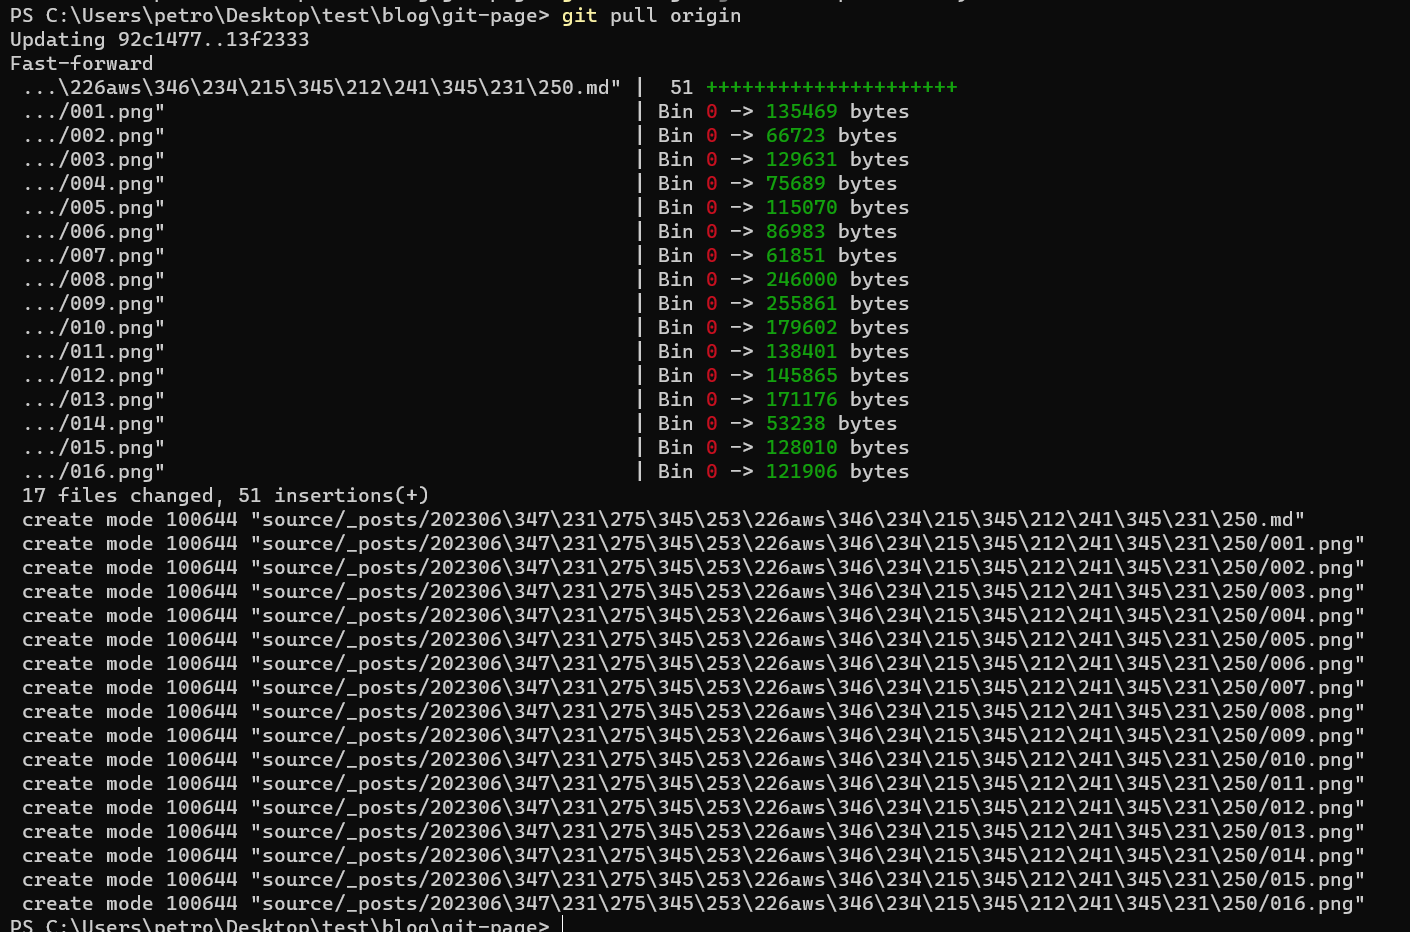 PS C:\Users\petro\Desktop\test\blog\git-page> git pull origin
Updating 92c1477..13f2333
Fast-forward
...\226aws\346\234\215\345\212\241\345\231\250.md" | 51 +++++++++++++++++++++
.../001.png" | Bin 0 -> 135469 bytes
.../002.png" | Bin 0 -> 66723 bytes
.../003.png" | Bin 0 -> 129631 bytes
.../004.png" | Bin 0 -> 75689 bytes
.../005.png" | Bin 0 -> 115070 bytes
.../006.png" | Bin 0 -> 86983 bytes
.../007.png" | Bin 0 -> 61851 bytes
.../008.png" | Bin 0 -> 246000 bytes
.../009.png" | Bin 0 -> 255861 bytes
.../010.png" | Bin 0 -> 179602 bytes
.../011.png" | Bin 0 -> 138401 bytes
.../012.png" | Bin 0 -> 145865 bytes
.../013.png" | Bin 0 -> 171176 bytes
.../014.png" | Bin 0 -> 53238 bytes
.../015.png" | Bin 0 -> 128010 bytes
.../016.png" | Bin 0 -> 121906 bytes
17 files changed, 51 insertions(+)
create mode 100644 "source/_posts/202306\347\231\275\345\253\226aws\346\234\215\345\212\241\345\231\250.md"
create mode 100644 "source/_posts/202306\347\231\275\345\253\226aws\346\234\215\345\212\241\345\231\250/001.png"
create mode 100644 "source/_posts/202306\347\231\275\345\253\226aws\346\234\215\345\212\241\345\231\250/002.png"
create mode 100644 "source/_posts/202306\347\231\275\345\253\226aws\346\234\215\345\212\241\345\231\250/003.png"
create mode 100644 "source/_posts/202306\347\231\275\345\253\226aws\346\234\215\345\212\241\345\231\250/004.png"
create mode 100644 "source/_posts/202306\347\231\275\345\253\226aws\346\234\215\345\212\241\345\231\250/005.png"
create mode 100644 "source/_posts/202306\347\231\275\345\253\226aws\346\234\215\345\212\241\345\231\250/006.png"
create mode 100644 "source/_posts/202306\347\231\275\345\253\226aws\346\234\215\345\212\241\345\231\250/007.png"
create mode 100644 "source/_posts/202306\347\231\275\345\253\226aws\346\234\215\345\212\241\345\231\250/008.png"
create mode 100644 "source/_posts/202306\347\231\275\345\253\226aws\346\234\215\345\212\241\345\231\250/009.png"
create mode 100644 "source/_posts/202306\347\231\275\345\253\226aws\346\234\215\345\212\241\345\231\250/010.png"
create mode 100644 "source/_posts/202306\347\231\275\345\253\226aws\346\234\215\345\212\241\345\231\250/011.png"
create mode 100644 "source/_posts/202306\347\231\275\345\253\226aws\346\234\215\345\212\241\345\231\250/012.png"
create mode 100644 "source/_posts/202306\347\231\275\345\253\226aws\346\234\215\345\212\241\345\231\250/013.png"
create mode 100644 "source/_posts/202306\347\231\275\345\253\226aws\346\234\215\345\212\241\345\231\250/014.png"
create mode 100644 "source/_posts/202306\347\231\275\345\253\226aws\346\234\215\345\212\241\345\231\250/015.png"
create mode 100644 "source/_posts/202306\347\231\275\345\253\226aws\346\234\215\345\212\241\345\231\250/016.png"
PS C:\Users\petro\Desktop\test\blog\git-page>